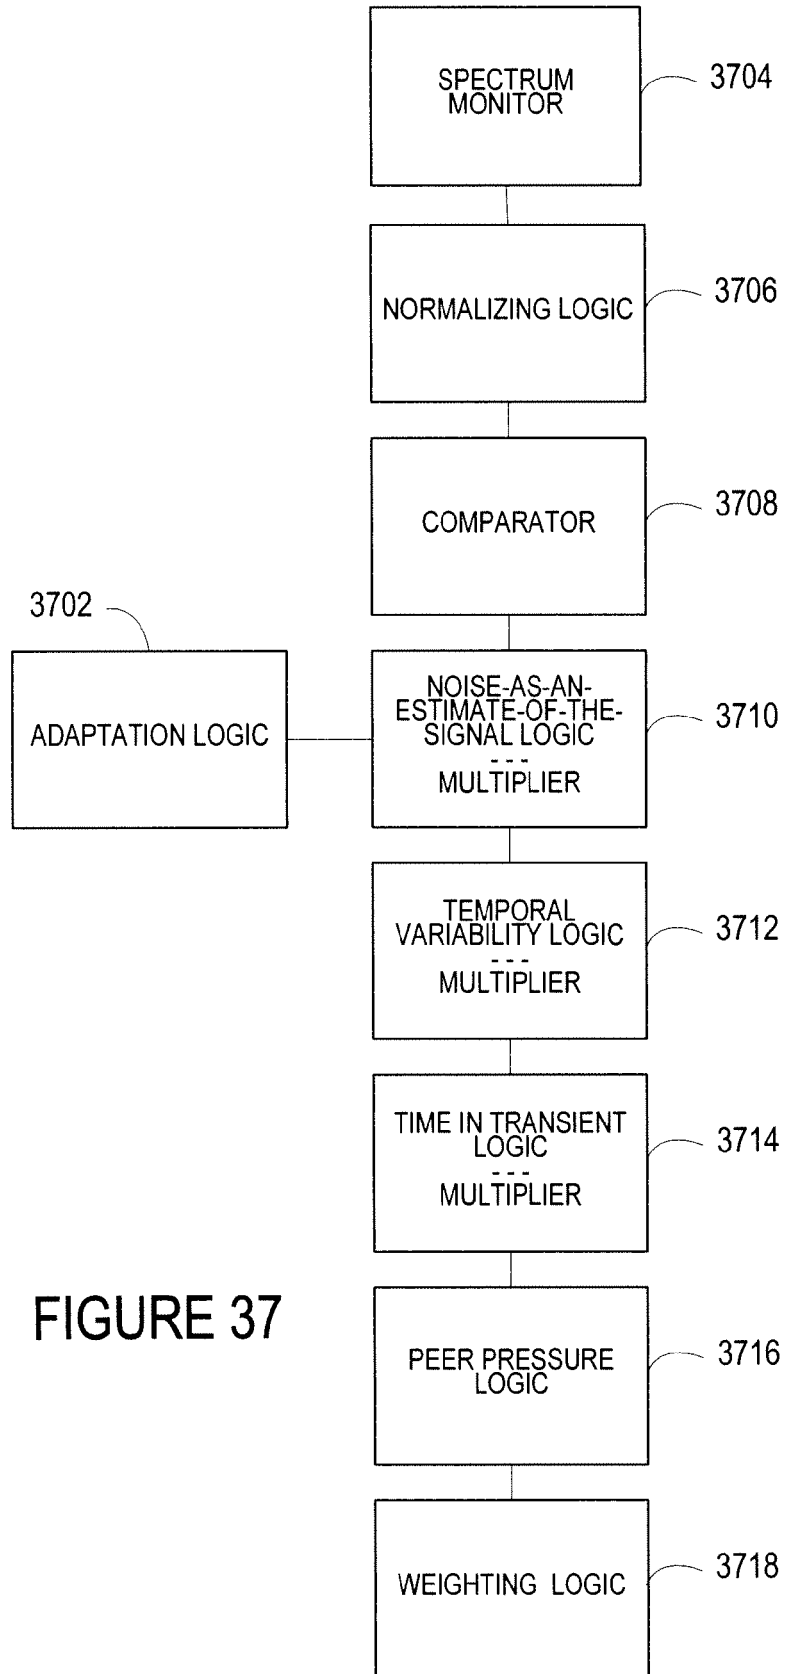 SPECTRUM
MONITOR
3704
NORMALIZING LOGIC
3706
COMPARATOR
3708
3702
ADAPTATION LOGIC
NOISE-AS-AN-
ESTIMATE-OF-THE-
SIGNAL LOGIC
---
MULTIPLIER
3710
TEMPORAL
VARIABILITY LOGIC
---
MULTIPLIER
3712
TIME IN TRANSIENT
LOGIC
---
MULTIPLIER
3714
FIGURE 37
PEER PRESSURE
LOGIC
3716
WEIGHTING LOGIC
3718